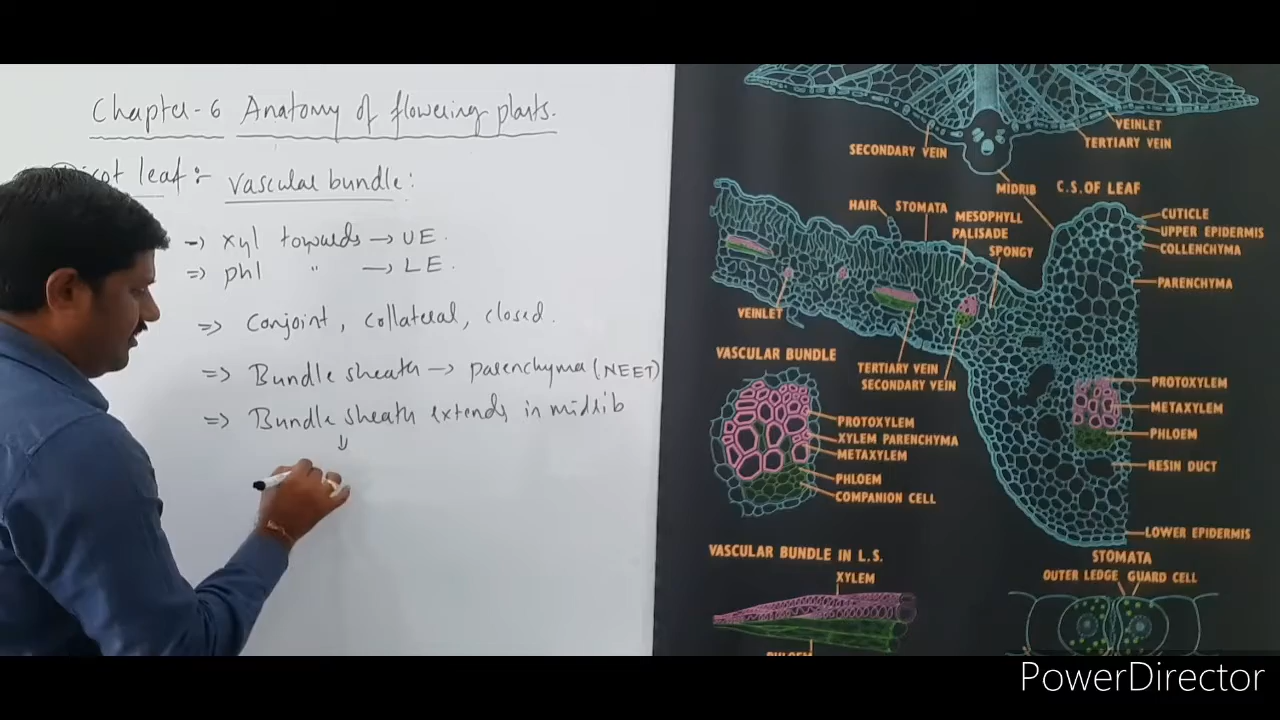 Chapter-6 Anatomy of flowering plants.
icot leaf:- Vascular bundle:
-) xyl towards → UE.
=) phl " → LE.
=> Conjoint, collateral, closed.
=> Bundle sheath → parenchyma (NEET)
=> Bundle sheath extends in midrib
↓
VEINLET
TERTIARY VEIN
SECONDARY VEIN
MIDRIB C.S. OF LEAF
HAIR STOMATA
MESOPHYLL
PALISADE
SPONGY
CUTICLE
UPPER EPIDERMIS
COLLENCHYMA
PARENCHYMA
VEINLET
TERTIARY VEIN
SECONDARY VEIN
VASCULAR BUNDLE
PROTOXYLEM
METAXYLEM
PHLOEM
RESIN DUCT
LOWER EPIDERMIS
PROTOXYLEM
XYLEM PARENCHYMA
METAXYLEM
PHLOEM
COMPANION CELL
VASCULAR BUNDLE IN L.S.
XYLEM
PHLOEM
STOMATA
OUTER LEDGE GUARD CELL
PowerDirector